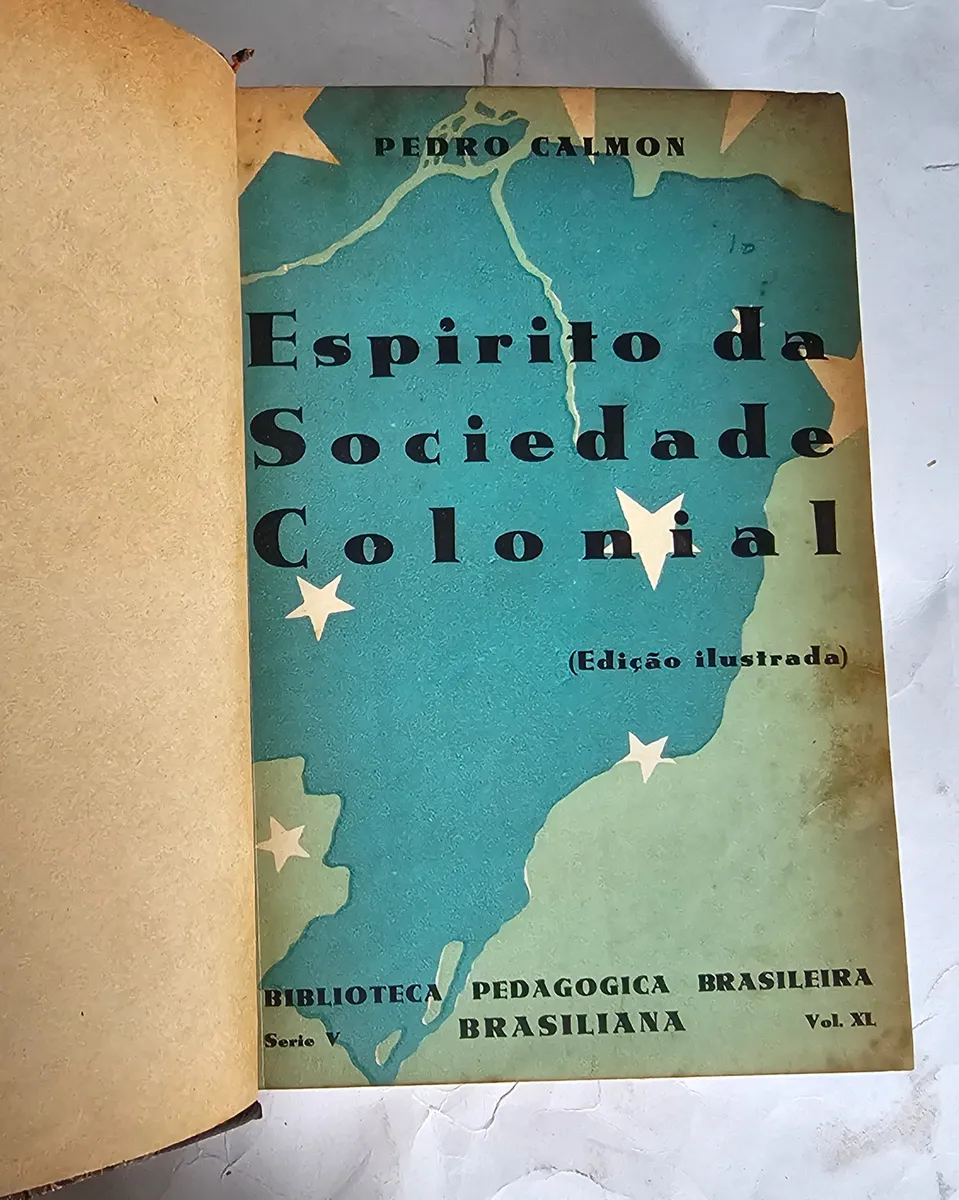 PEDRO CALMON
Espirito da
Sociedade
Colonial
(Edição ilustrada)
BIBLIOTECA PEDAGOGICA BRASILEIRA
Serie V BRASILIANA Vol. XL